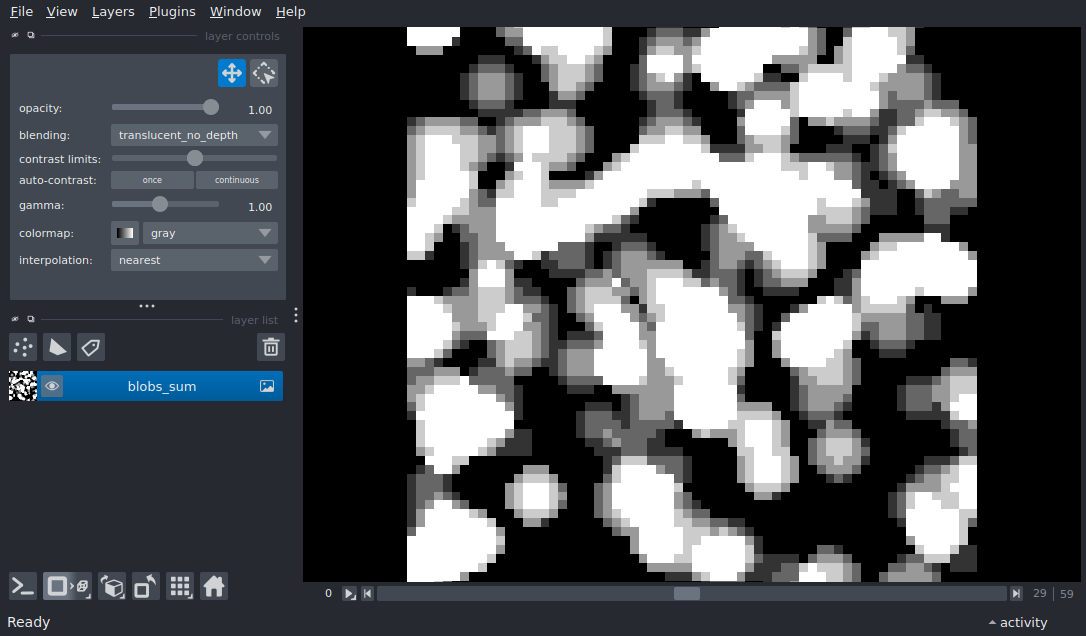 File View Layers Plugins Window Help
layer controls
opacity: 1.00
blending: translucent_no_depth
contrast limits:
auto-contrast: once continuous
gamma: 1.00
colormap: gray
interpolation: nearest
layer list
blobs_sum
0 29 59
Ready activity